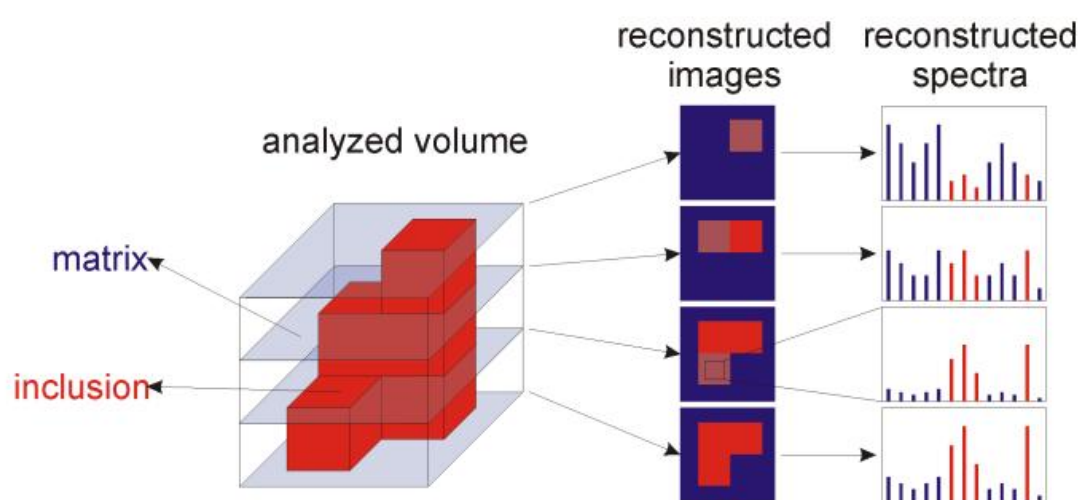 reconstructed
images
reconstructed
spectra
analyzed volume
matrix
inclusion